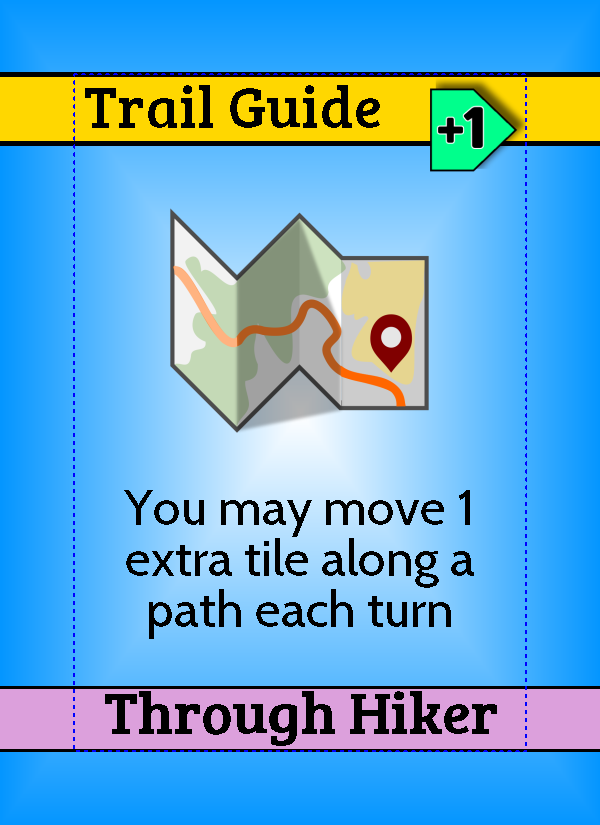 Trail Guide
+1
You may move 1
extra tile along a
path each turn
Through Hiker